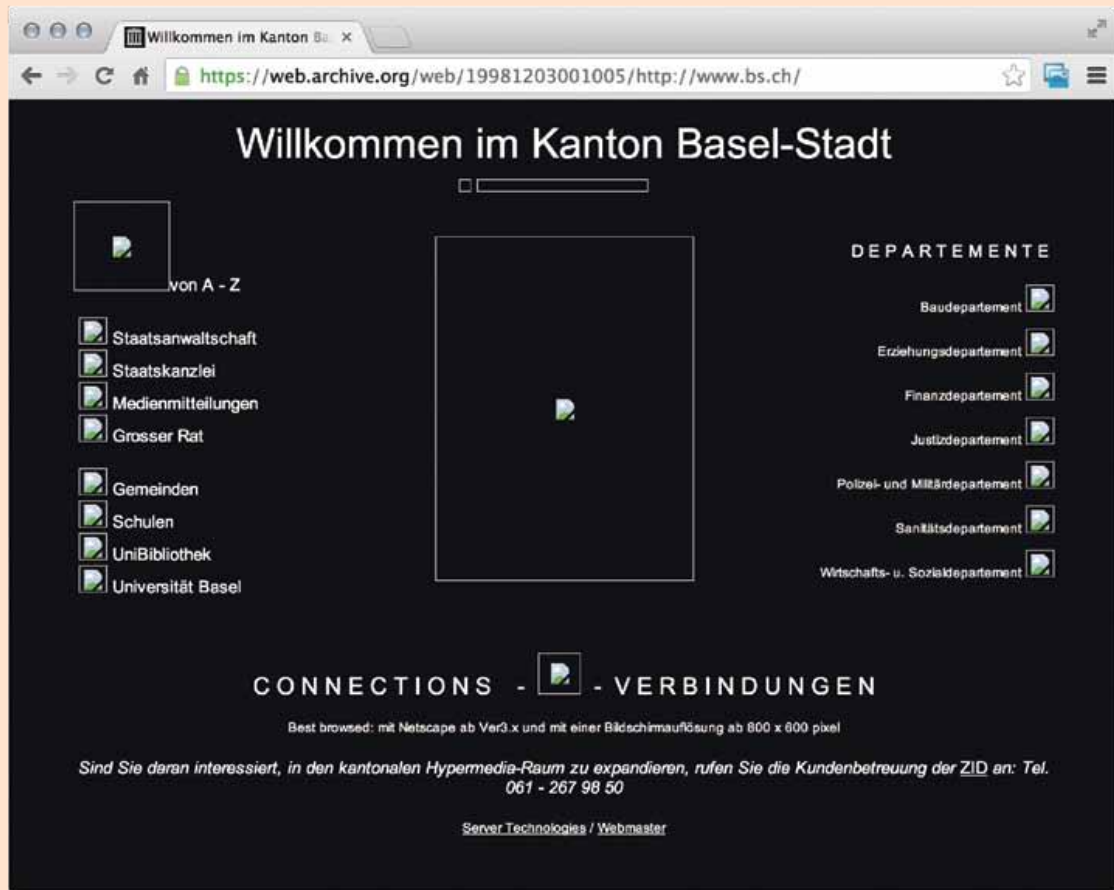 Willkommen im Kanton Ba
https://web.archive.org/web/19981203001005/http://www.bs.ch/
Willkommen im Kanton Basel-Stadt
von A - Z
Staatsanwaltschaft
Staatskanzlei
Medienmitteilungen
Grosser Rat
Gemeinden
Schulen
UniBibliothek
Universität Basel
DEPARTEMENTE
Baudepartement
Erziehungsdepartement
Finanzdepartement
Justizdepartement
Polizei- und Militärdepartement
Sanitätsdepartement
Wirtschafts- u. Sozialdepartement
CONNECTIONS - - VERBINDUNGEN
Best browsed: mit Netscape ab Ver3.x und mit einer Bildschirmauflösung ab 800 x 600 pixel
Sind Sie daran interessiert, in den kantonalen Hypermedia-Raum zu expandieren, rufen Sie die Kundenbetreuung der ZID an: Tel.
061 - 267 98 50
Server Technologies / Webmaster